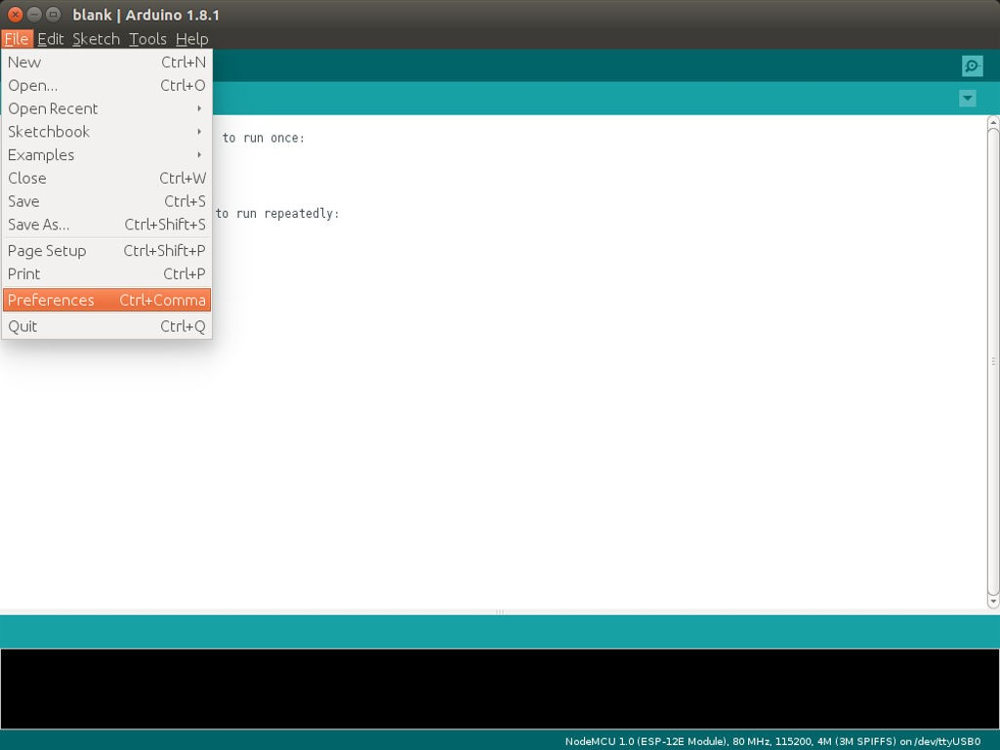 blank | Arduino 1.8.1
File Edit Sketch Tools Help
New Ctrl+N
Open... Ctrl+O
Open Recent
Sketchbook
Examples
Close Ctrl+W
Save Ctrl+S
Save As... Ctrl+Shift+S
Page Setup Ctrl+Shift+P
Print Ctrl+P
Preferences Ctrl+Comma
Quit Ctrl+Q
to run once:
to run repeatedly:
NodeMCU 1.0 (ESP-12E Module), 80 MHz, 115200, 4M (3M SPIFFS) on /dev/ttyUSB0